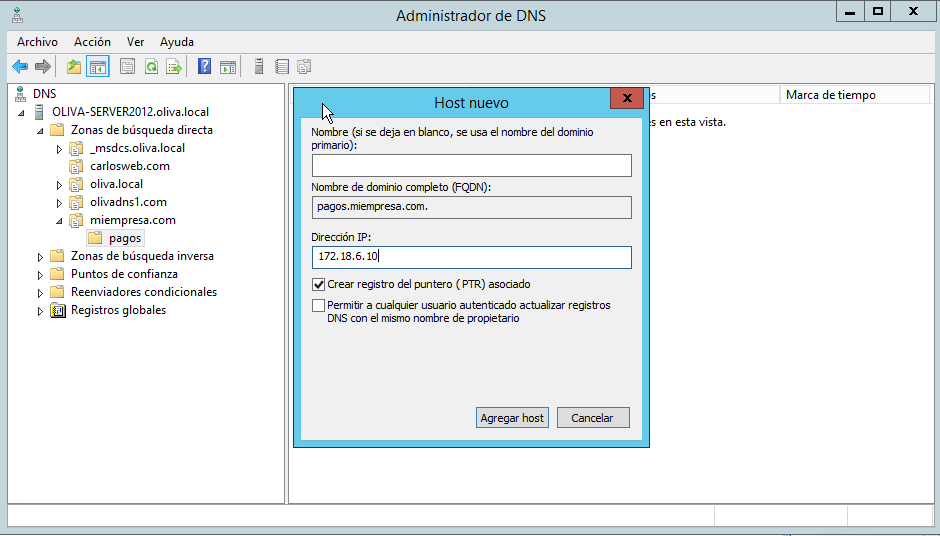 Administrador de DNS
Archivo Acción Ver Ayuda
DNS
OLIVA-SERVER2012.oliva.local
Zonas de búsqueda directa
_msdcs.oliva.local
carlosweb.com
oliva.local
olivadns1.com
miempresa.com
pagos
Zonas de búsqueda inversa
Puntos de confianza
Reenviadores condicionales
Registros globales
s Marca de tiempo
es en esta vista.
Host nuevo
Nombre (si se deja en blanco, se usa el nombre del dominio
primario):
Nombre de dominio completo (FQDN):
pagos.miempresa.com.
Dirección IP:
172.18.6.10
Crear registro del puntero (PTR) asociado
Permitir a cualquier usuario autenticado actualizar registros
DNS con el mismo nombre de propietario
Agregar host Cancelar